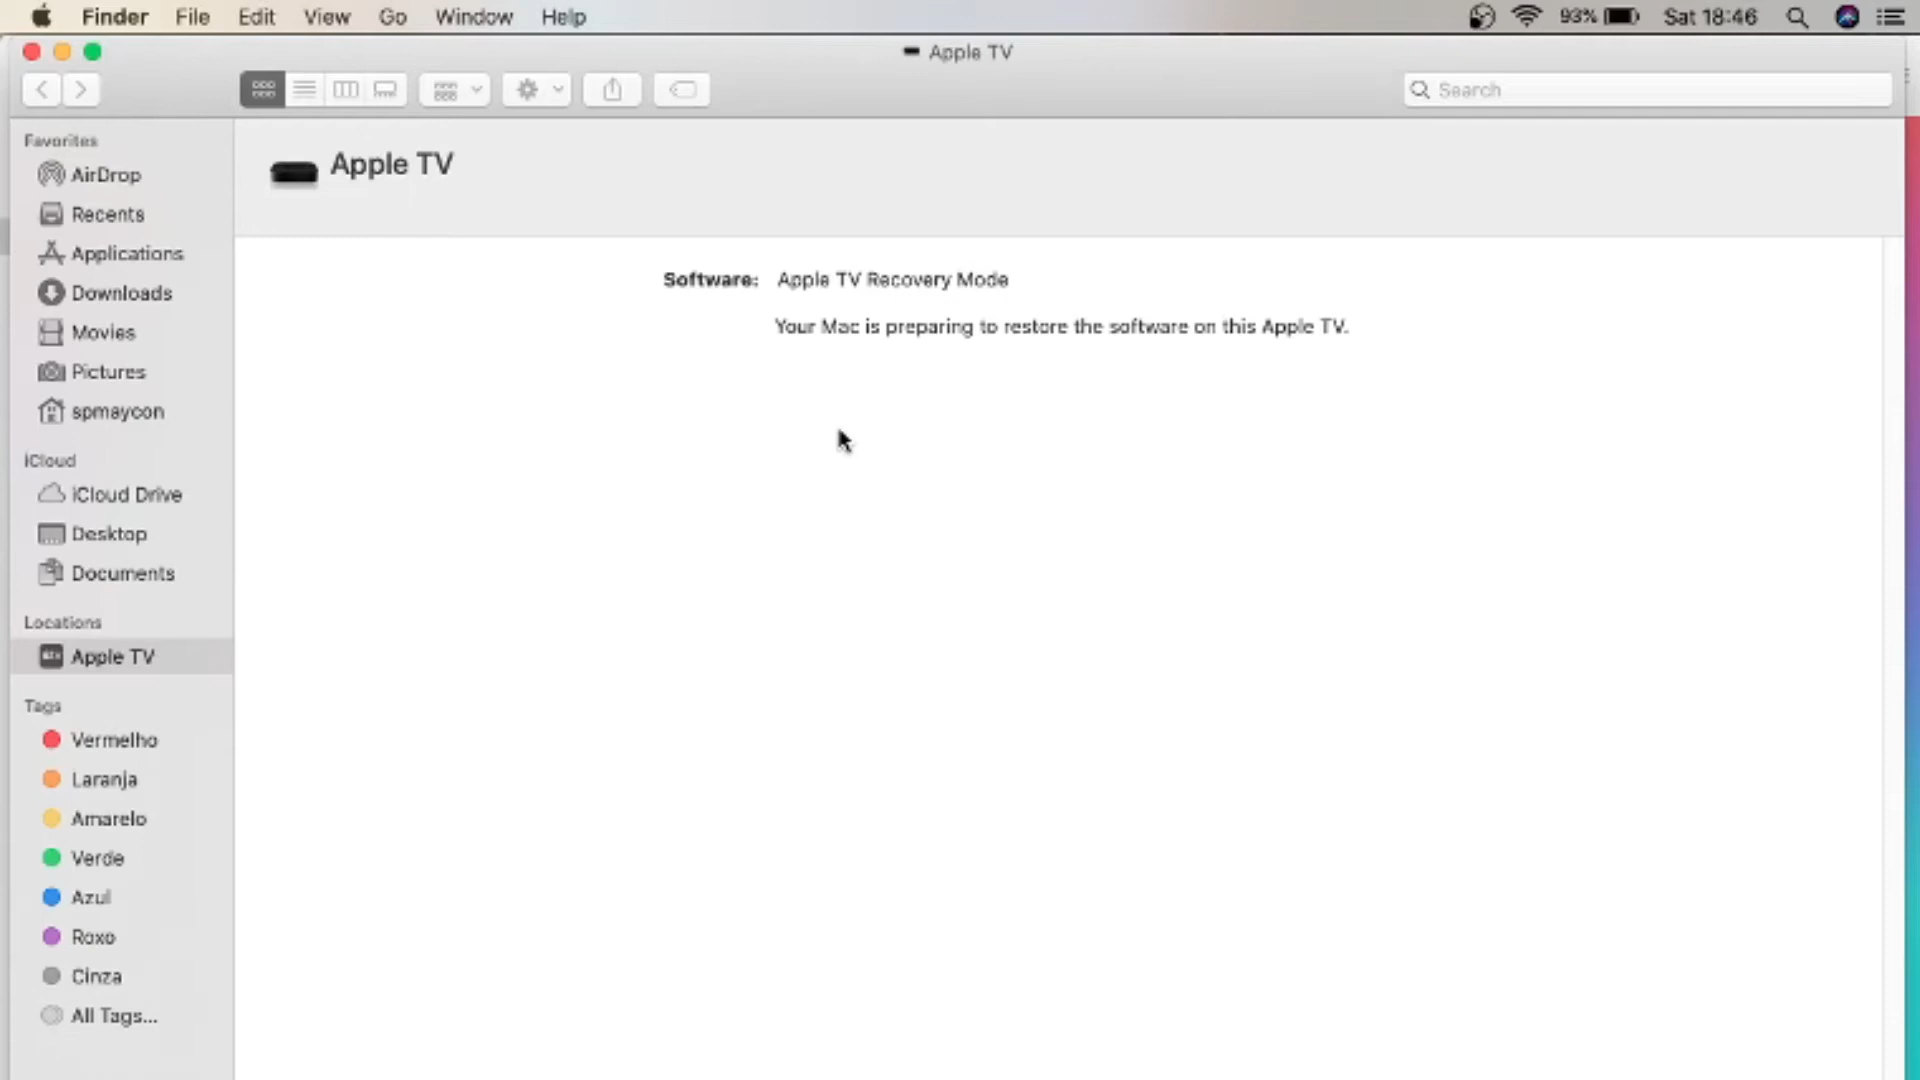 Finder File Edit View Go Window Help 93% Sat 18:46
Apple TV
Search
Favorites
AirDrop
Recents
Applications
Downloads
Movies
Pictures
spmaycon
iCloud
iCloud Drive
Desktop
Documents
Locations
Apple TV
Tags
Vermelho
Laranja
Amarelo
Verde
Azul
Roxo
Cinza
All Tags...
Apple TV
Software: Apple TV Recovery Mode
Your Mac is preparing to restore the software on this Apple TV.